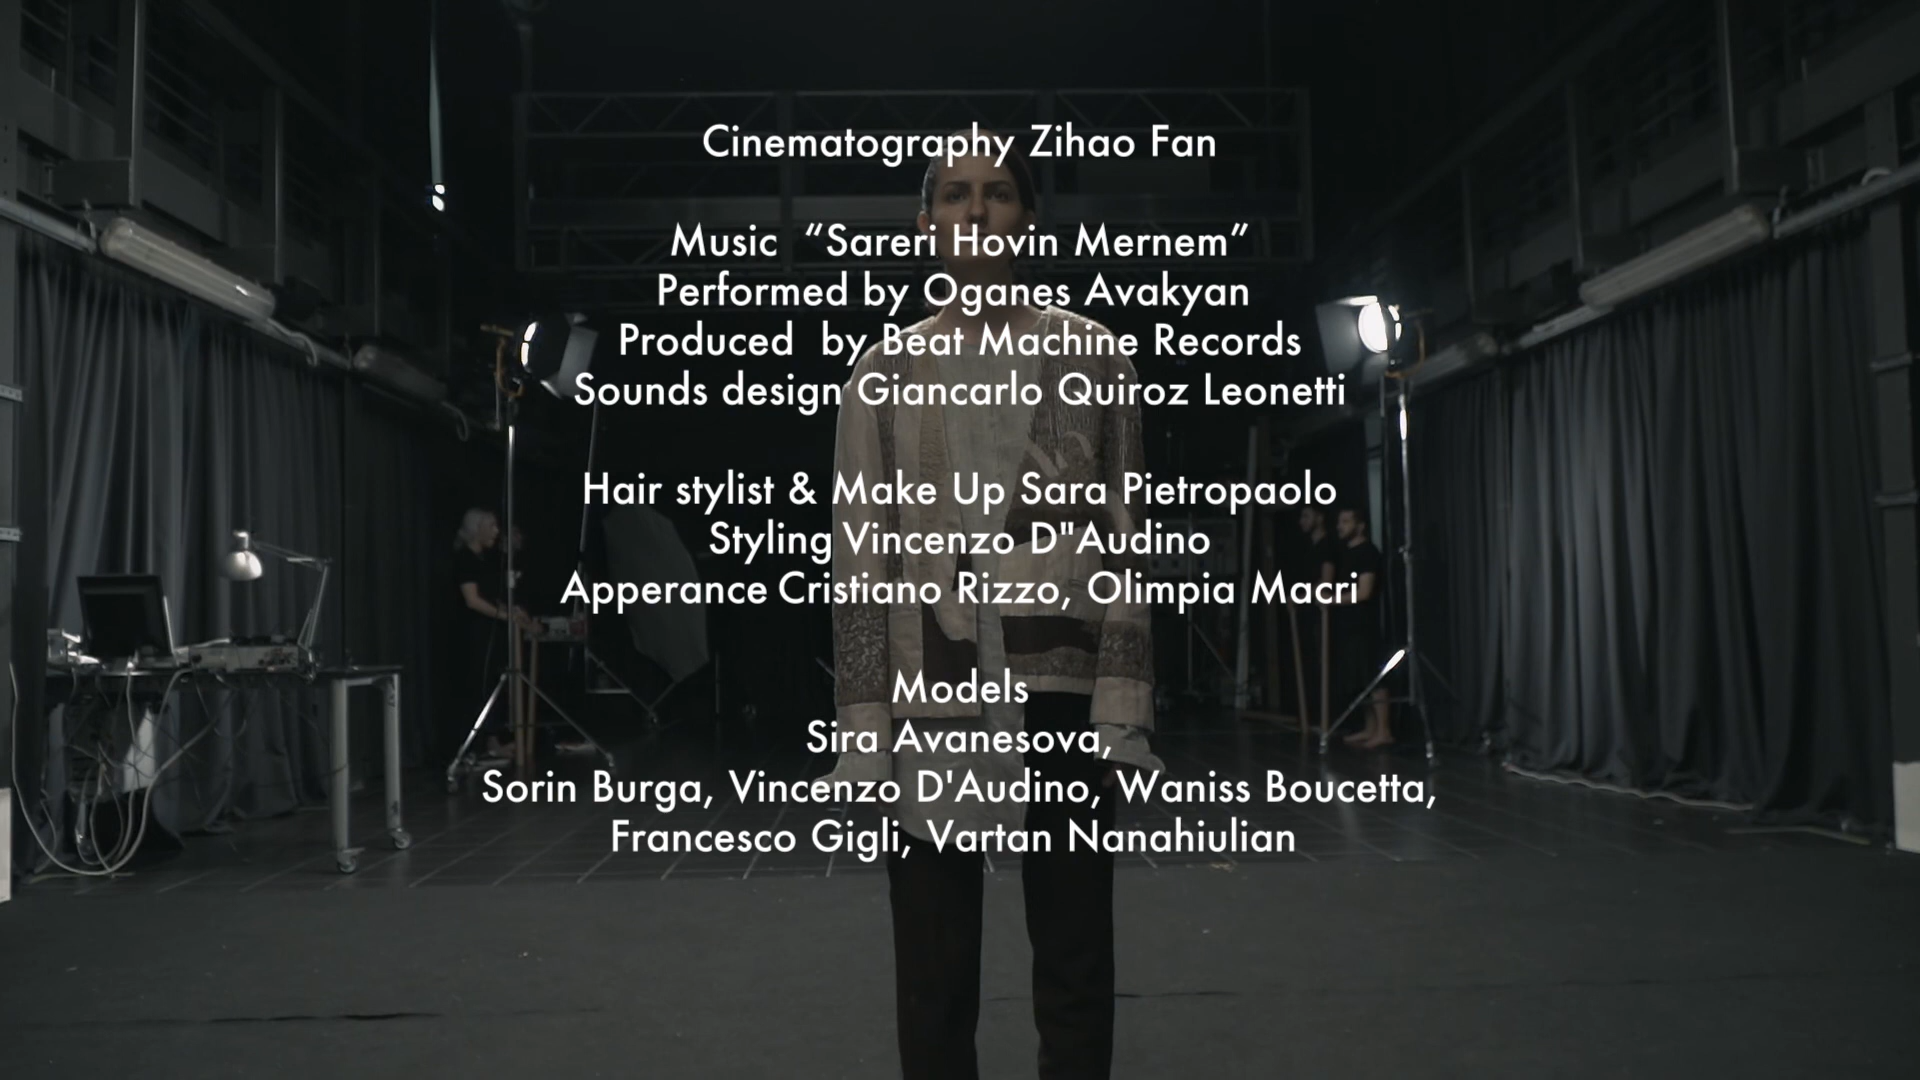 Cinematography Zihao Fan
Music “Sareri Hovin Mernem”
Performed by Oganes Avakyan
Produced by Beat Machine Records
Sounds design Giancarlo Quiroz Leonetti
Hair stylist & Make Up Sara Pietropaolo
Styling Vincenzo D"Audino
Apperance Cristiano Rizzo, Olimpia Macri
Models
Sira Avanesova,
Sorin Burga, Vincenzo D'Audino, Waniss Boucetta,
Francesco Gigli, Vartan Nanahiulian